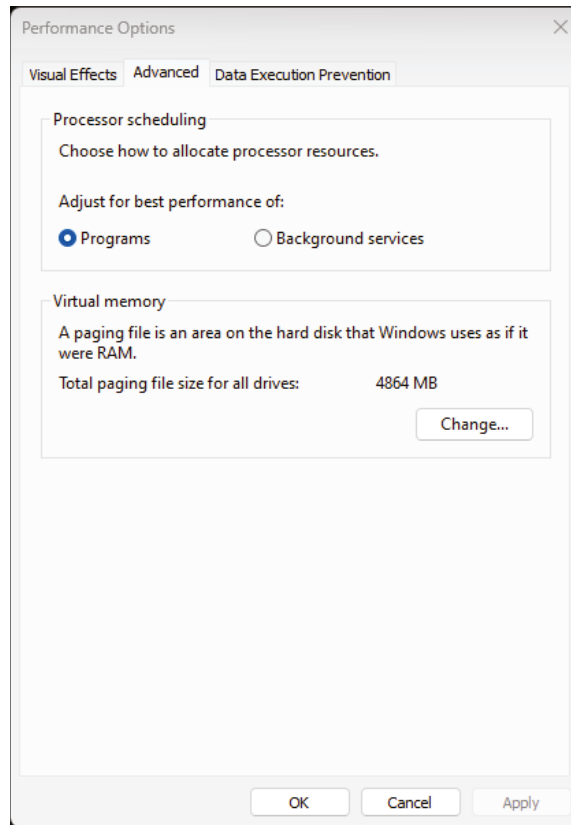 Performance Options
Visual Effects Advanced Data Execution Prevention
Processor scheduling
Choose how to allocate processor resources.
Adjust for best performance of:
Programs Background services
Virtual memory
A paging file is an area on the hard disk that Windows uses as if it
were RAM.
Total paging file size for all drives: 4864 MB
Change...
OK Cancel Apply